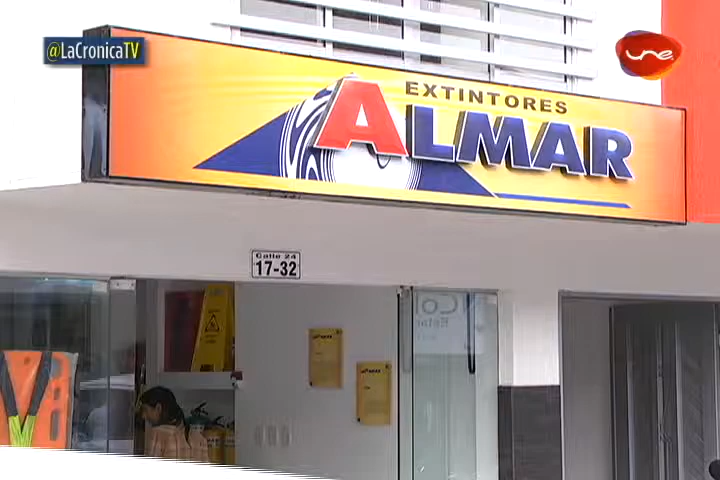 @LaCronicaTV
une
EXTINTORES
ALMAR
Calle 24
17-32